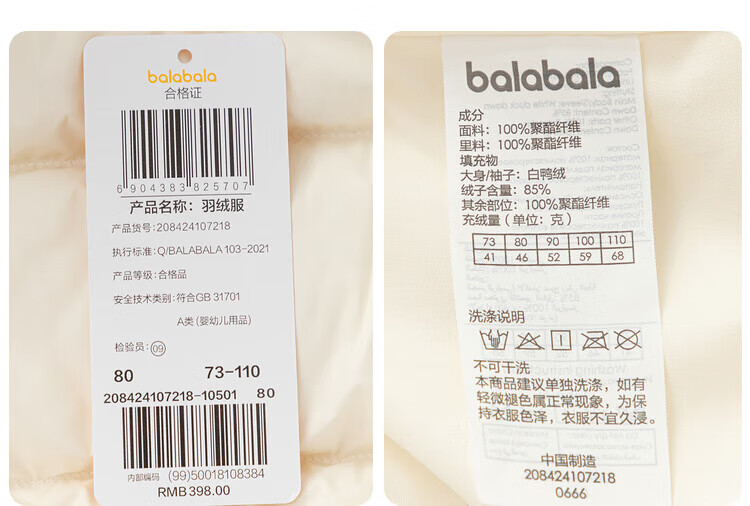 balabala
合格证
6904383825707
产品名称：羽绒服
产品货号：208424107218
执行标准：Q/BALABALA 103-2021
产品等级：合格品
安全技术类别：符合GB 31701
A类 (婴幼儿用品)
检验员：09
80 73-110
208424107218-10501 80
内部编码 (99)50018108384
RMB398.00
balabala
成分
面料：100%聚酯纤维
里料：100%聚酯纤维
填充物
大身/袖子：白鸭绒
绒子含量：85%
其余部位：100%聚酯纤维
充绒量（单位：克）
73 80 90 100 110
41 46 52 59 68
洗涤说明
不可干洗
本商品建议单独洗涤，如有
轻微褪色属正常现象，为保
持衣服色泽，衣服不宜久浸。
中国制造
208424107218
0666